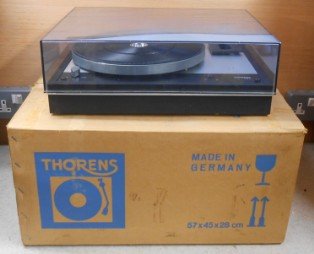 THORENS
MADE IN
GERMANY
57x45x28 cm